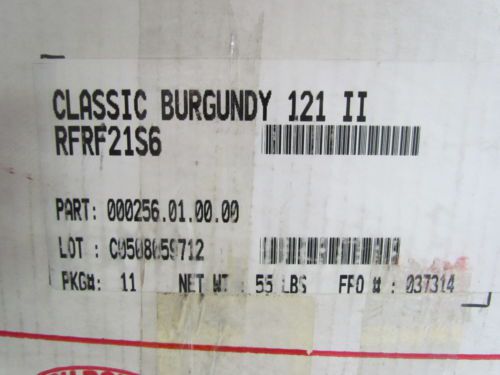 CLASSIC BURGUNDY 121 II
RFRF21S6
PART: 000256.01.00.00
LOT : C0508059712
PKG#: 11 NET WT : 55 LBS FFO # : 037314